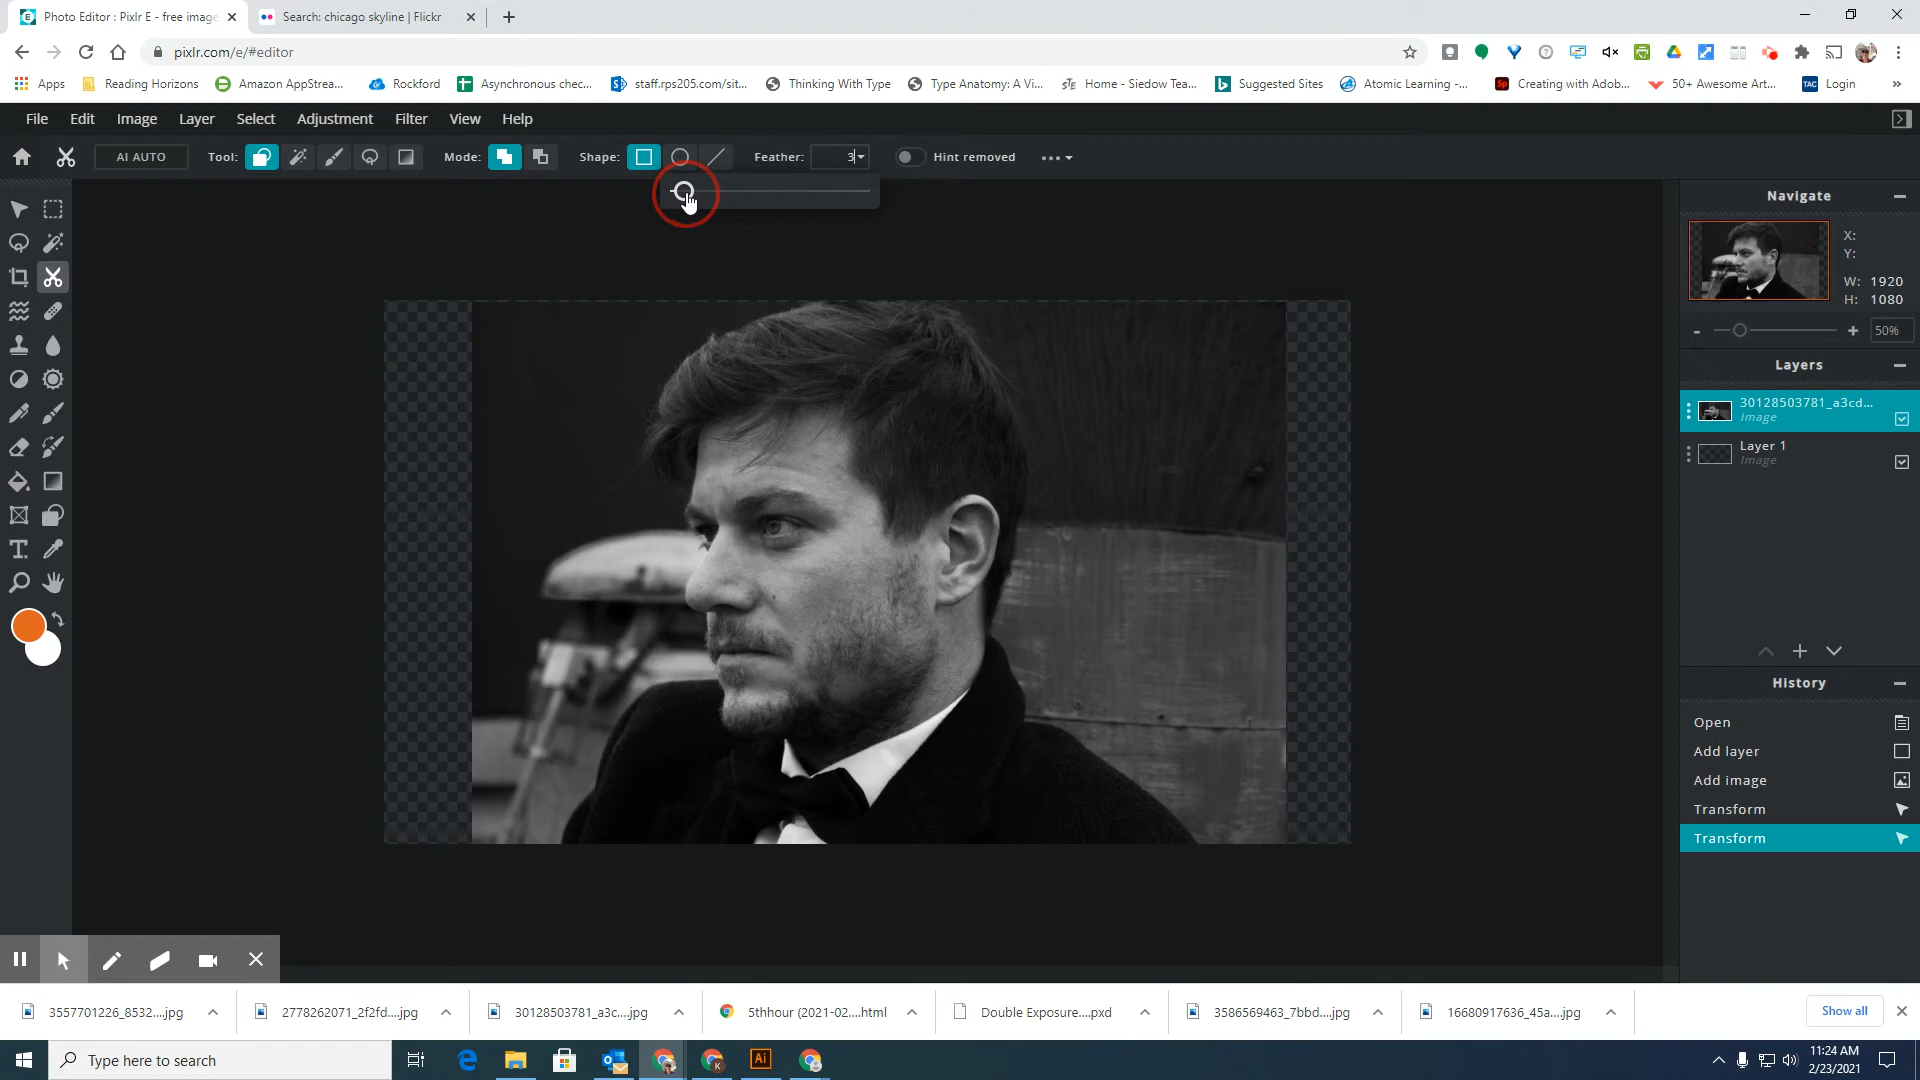 Photo Editor : Pixlr E - free image
Search: chicago skyline | Flickr
pixlr.com/e/#editor
Apps
Reading Horizons
Amazon AppStrea...
Rockford
Asynchronous chec...
staff.rps205.com/sit...
Thinking With Type
Type Anatomy: A Vi...
Home - Siedow Tea...
Suggested Sites
Atomic Learning -...
Creating with Adob...
50+ Awesome Art...
TAC Login
File Edit Image Layer Select Adjustment Filter View Help
AI AUTO
Tool:
Mode:
Shape:
Feather: 3
Hint removed
Navigate
X:
Y:
W: 1920
H: 1080
50%
Layers
30128503781_a3cd...
Image
Layer 1
Image
History
Open
Add layer
Add image
Transform
Transform
3557701226_8532....jpg
2778262071_2f2fd....jpg
30128503781_a3c....jpg
5thhour (2021-02....html
Double Exposure....pxd
3586569463_7bbd....jpg
16680917636_45a....jpg
Show all
Type here to search
Ai
11:24 AM
2/23/2021